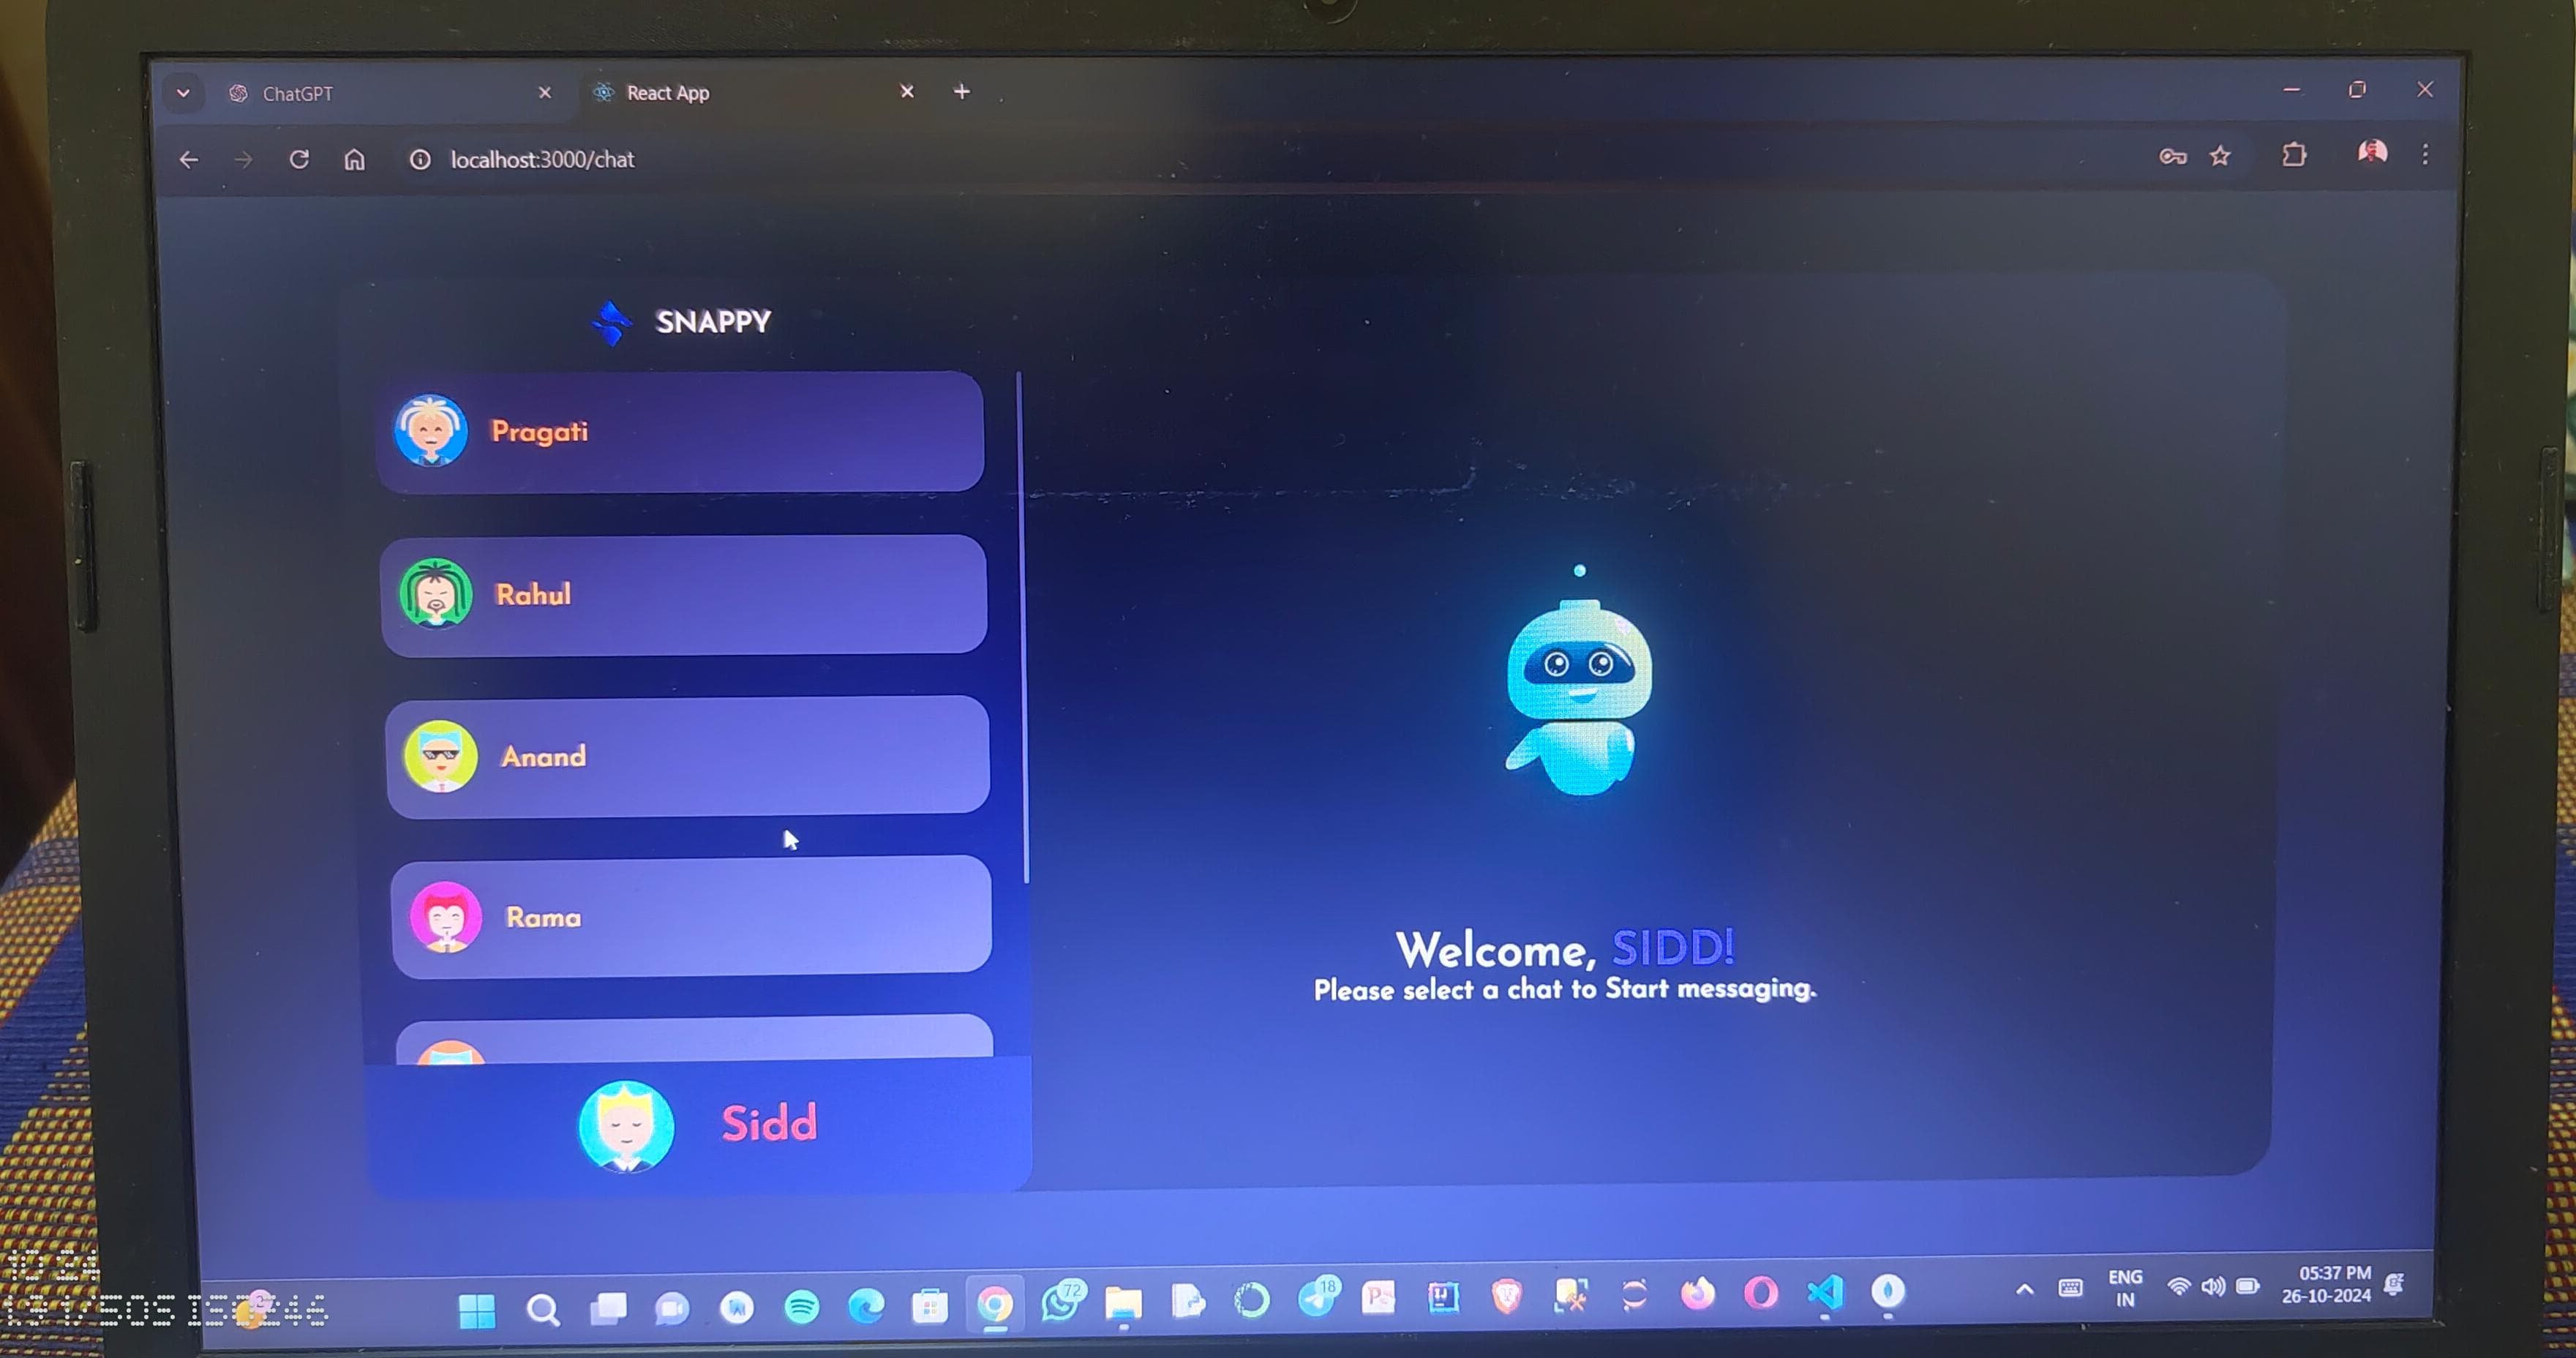 ChatGPT
React App
localhost:3000/chat
SNAPPY
Pragati
Rahul
Anand
Rama
Sidd
Welcome, SIDD!
Please select a chat to Start messaging.
72
18
ENG
IN
05:37 PM
26-10-2024